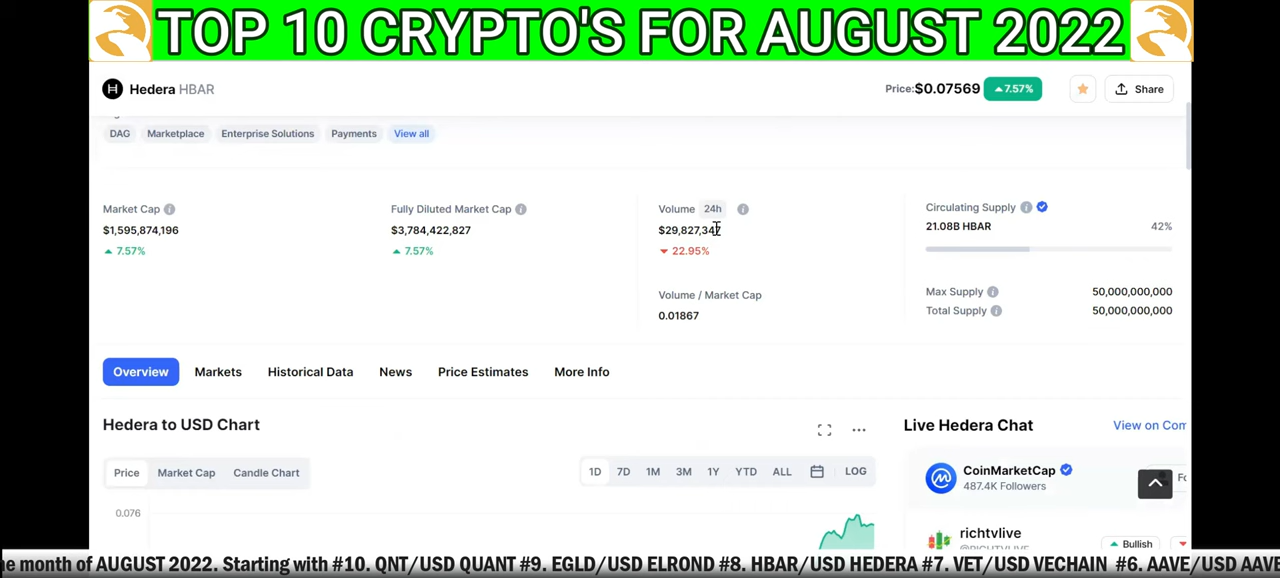 TOP 10 CRYPTO'S FOR AUGUST 2022
Hedera HBAR
Price:$0.07569 7.57% Share
DAG Marketplace Enterprise Solutions Payments View all
Market Cap Fully Diluted Market Cap Volume 24h Circulating Supply
$1,595,874,196 $3,784,422,827 $29,827,347 21.08B HBAR 42%
7.57% 7.57% 22.95%
Volume / Market Cap Max Supply 50,000,000,000
0.01867 Total Supply 50,000,000,000
Overview Markets Historical Data News Price Estimates More Info
Hedera to USD Chart Live Hedera Chat View on Com
Price Market Cap Candle Chart 1D 7D 1M 3M 1Y YTD ALL LOG CoinMarketCap
487.4K Followers Fo
0.076 richtvlive
@RICHTVLIVE Bullish
he month of AUGUST 2022. Starting with #10. QNT/USD QUANT #9. EGLD/USD ELROND #8. HBAR/USD HEDERA #7. VET/USD VECHAIN #6. AAVE/USD AAVE